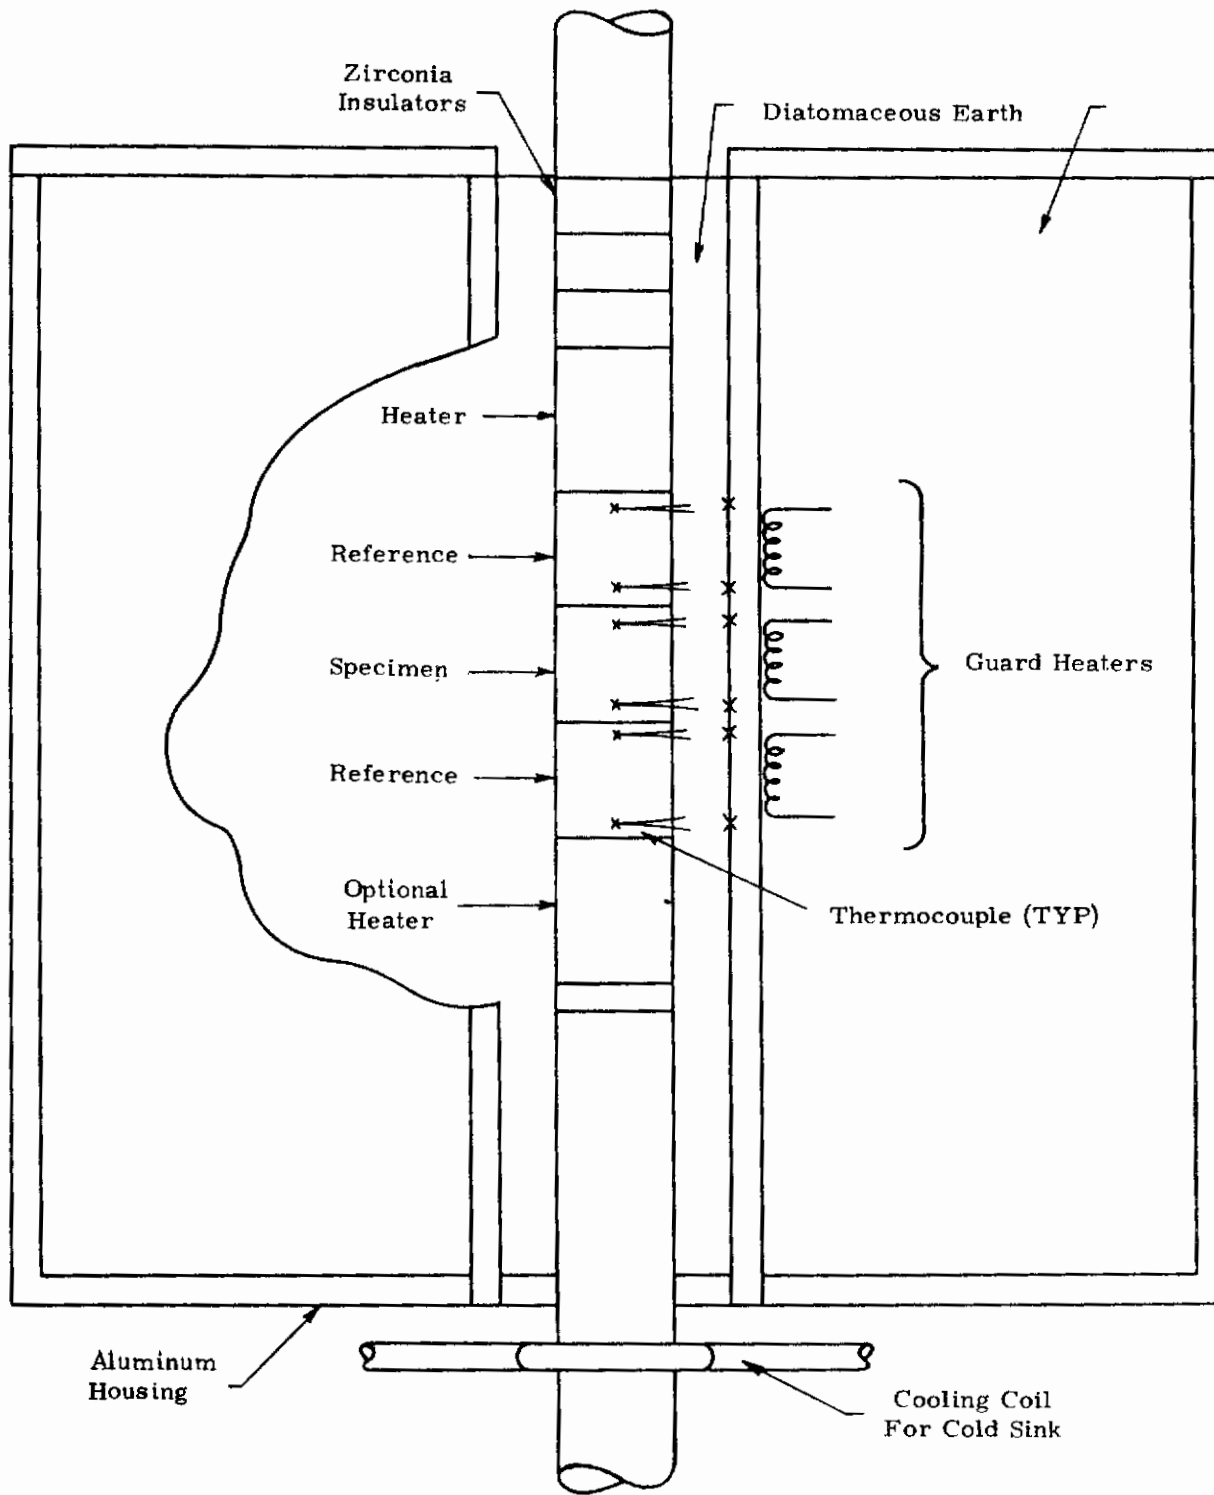 Zirconia
Insulators
Diatomaceous Earth
Heater
Reference
Specimen
Guard Heaters
Reference
Optional
Heater
Thermocouple (TYP)
Aluminum
Housing
Cooling Coil
For Cold Sink